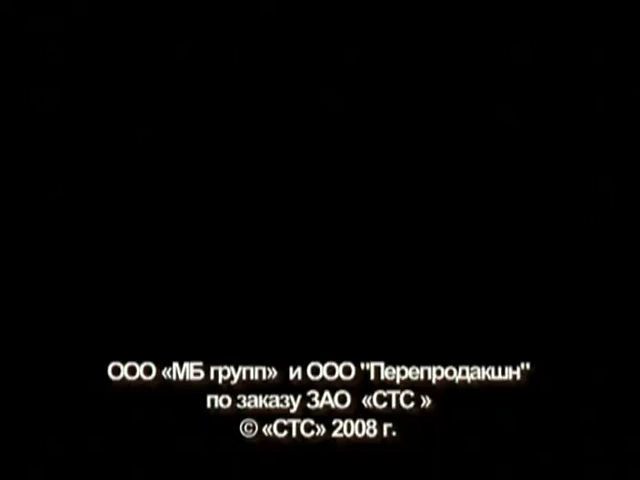 ООО «МБ групп» и ООО "Перепродакшн"
по заказу ЗАО «СТС »
© «СТС» 2008 г.